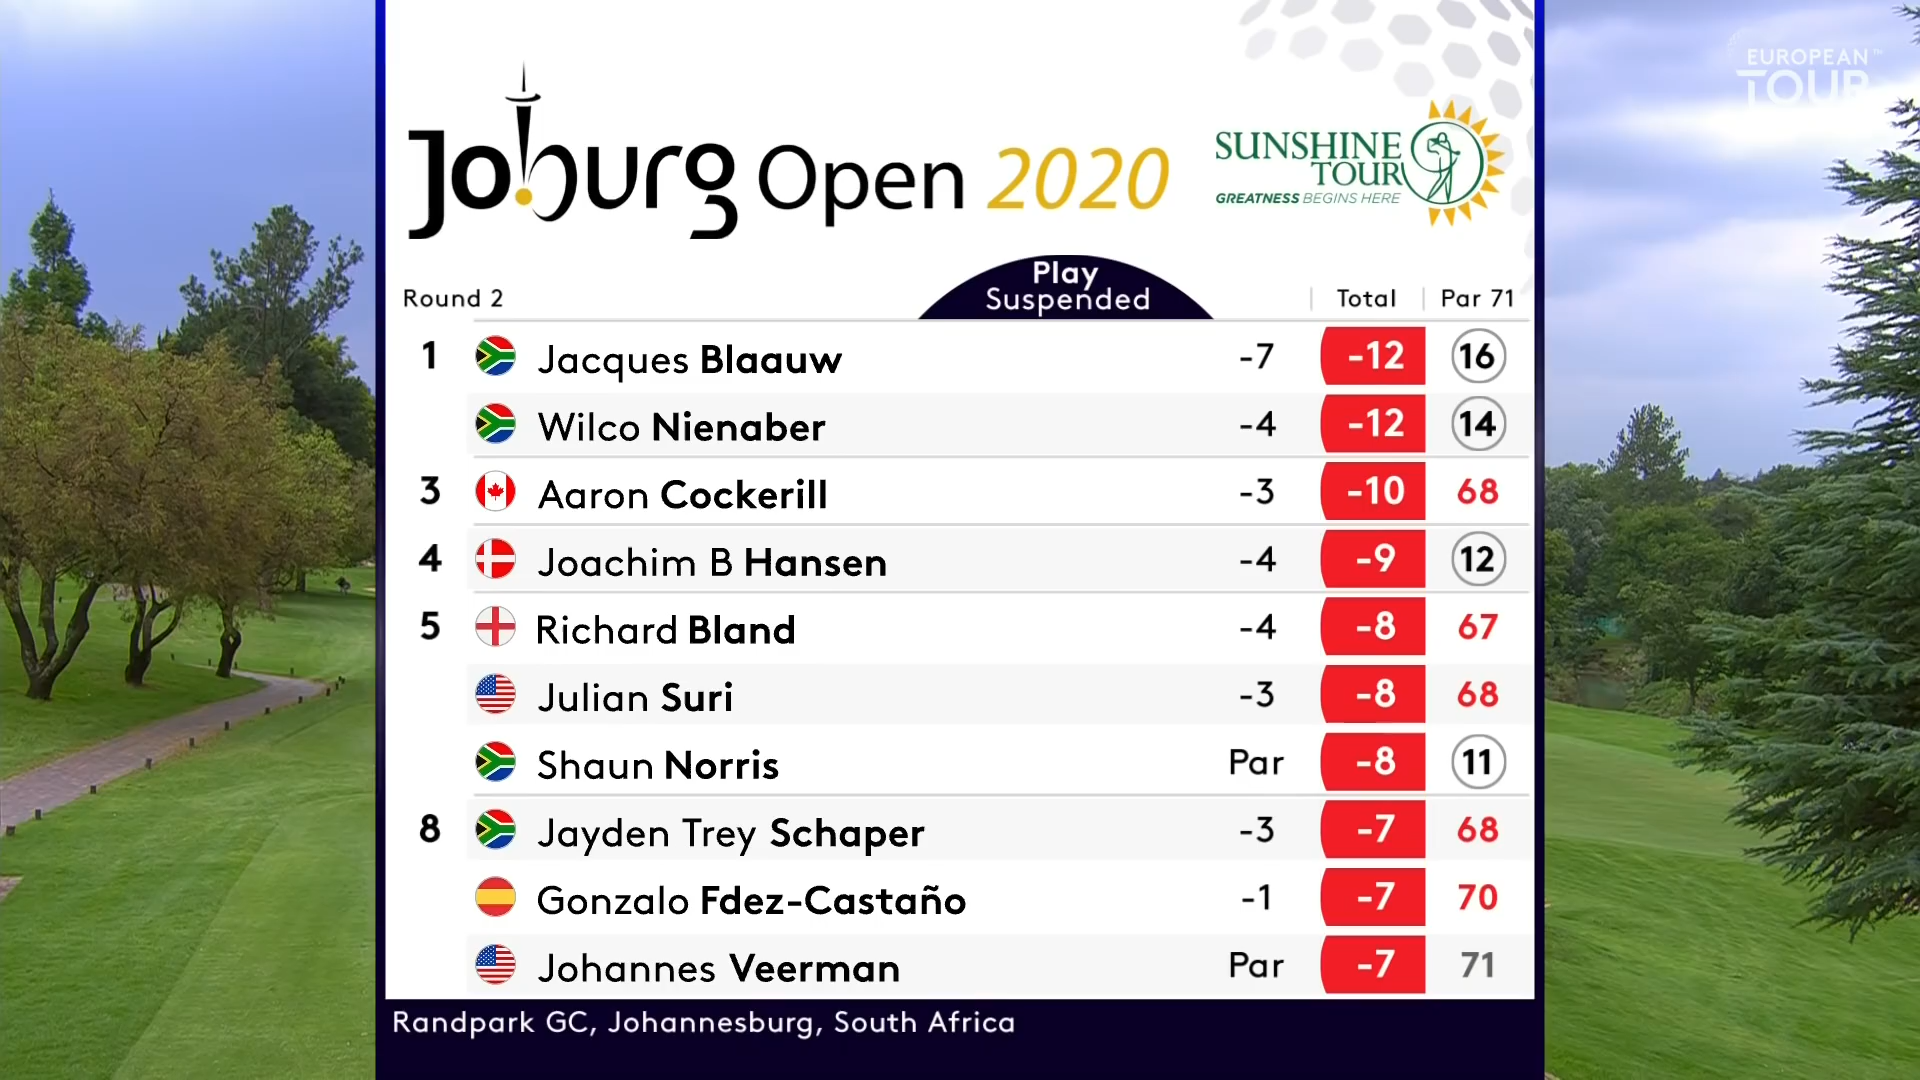 EUROPEAN™
TOUR
Joburg Open 2020
SUNSHINE
TOUR
GREATNESS BEGINS HERE
Play
Suspended
Round 2 Total Par 71
1 Jacques Blaauw -7 -12 16
Wilco Nienaber -4 -12 14
3 Aaron Cockerill -3 -10 68
4 Joachim B Hansen -4 -9 12
5 Richard Bland -4 -8 67
Julian Suri -3 -8 68
Shaun Norris Par -8 11
8 Jayden Trey Schaper -3 -7 68
Gonzalo Fdez-Castaño -1 -7 70
Johannes Veerman Par -7 71
Randpark GC, Johannesburg, South Africa